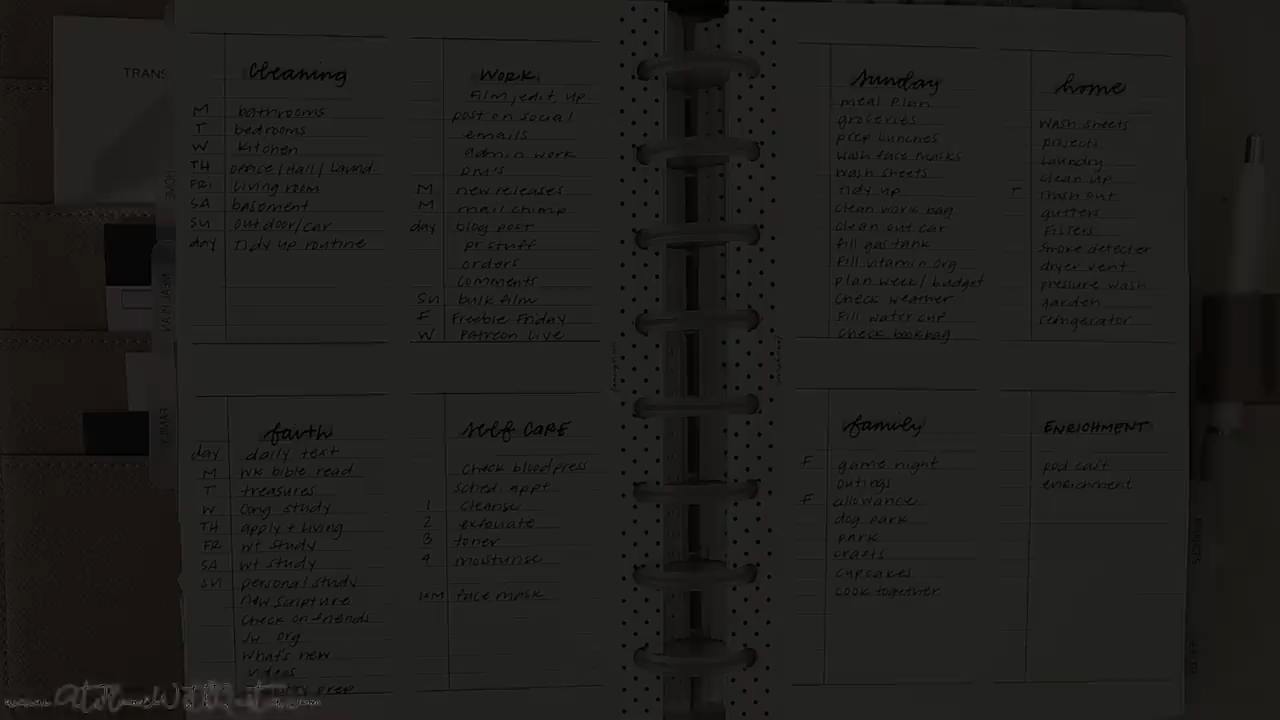 TRANS
cleaning
M bathrooms
T bedrooms
W kitchen
TH office/Hall/Laund.
FRI living room
SA basement
SU outdoor/car
day tidy up routine
WORK
film, edit, up
post on social
emails
admin work
DM's
M new releases
M mail chimp
day blog post
pr stuff
orders
comments
SU bulk film
F Freebie Friday
W Patreon Live
faith
day daily text
M wk bible read
T treasures
W cong study
TH apply + living
FR wt study
SA wt study
SU personal study
new scripture
check on friends
JW org
what's new
videos
prep
self CARE
check blood press
sched. appt
1 cleanse
2 exfoliate
3 toner
4 moisturise
face mask
sunday
meal plan
groceries
prep lunches
wash face masks
wash sheets
tidy up
clean work bag
clean out car
fill gas tank
fill vitamin org
plan week/budget
check weather
fill water cup
check bookbag
home
wash sheets
projects
laundry
clean up
T trash out
gutters
filters
smoke detecter
dryer vent
pressure wash
garden
refrigerator
family
F game night
outings
F allowance
dog park
park
crafts
cupcakes
cook together
ENRICHMENT
pod cast
enrichment
HOME
FAMILY